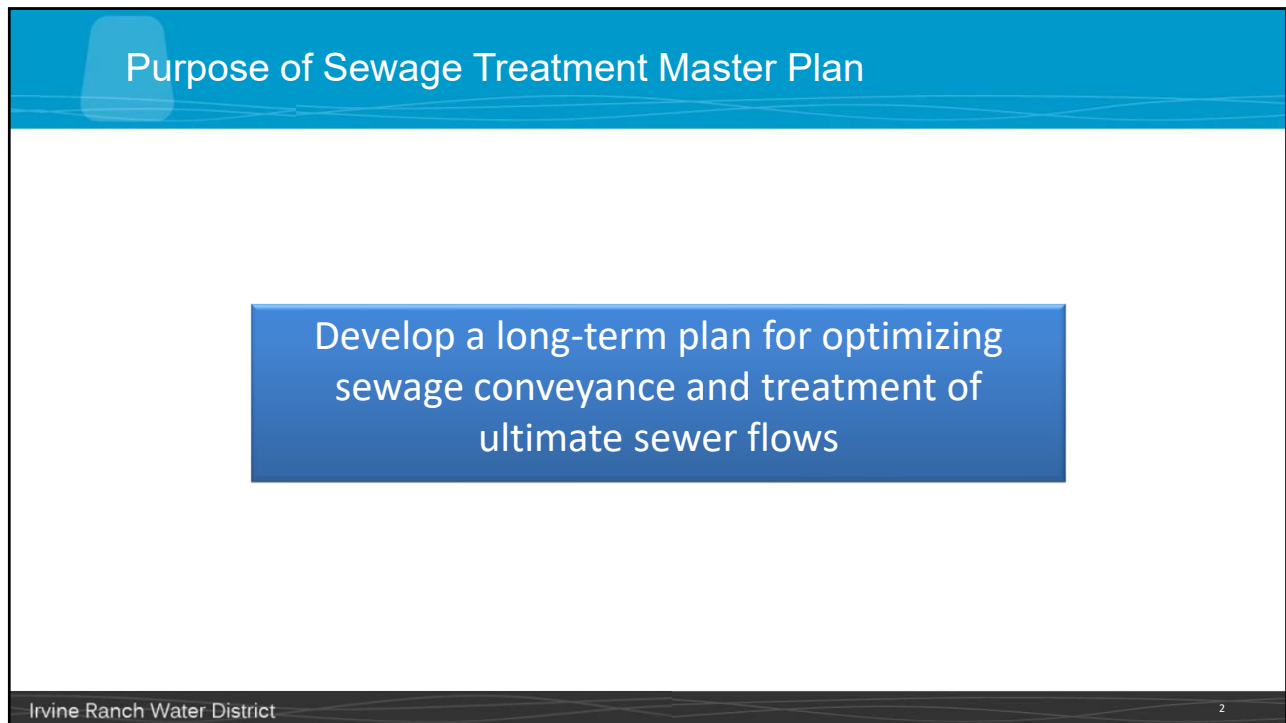 Purpose of Sewage Treatment Master Plan
Develop a long-term plan for optimizing
sewage conveyance and treatment of
ultimate sewer flows
Irvine Ranch Water District
2